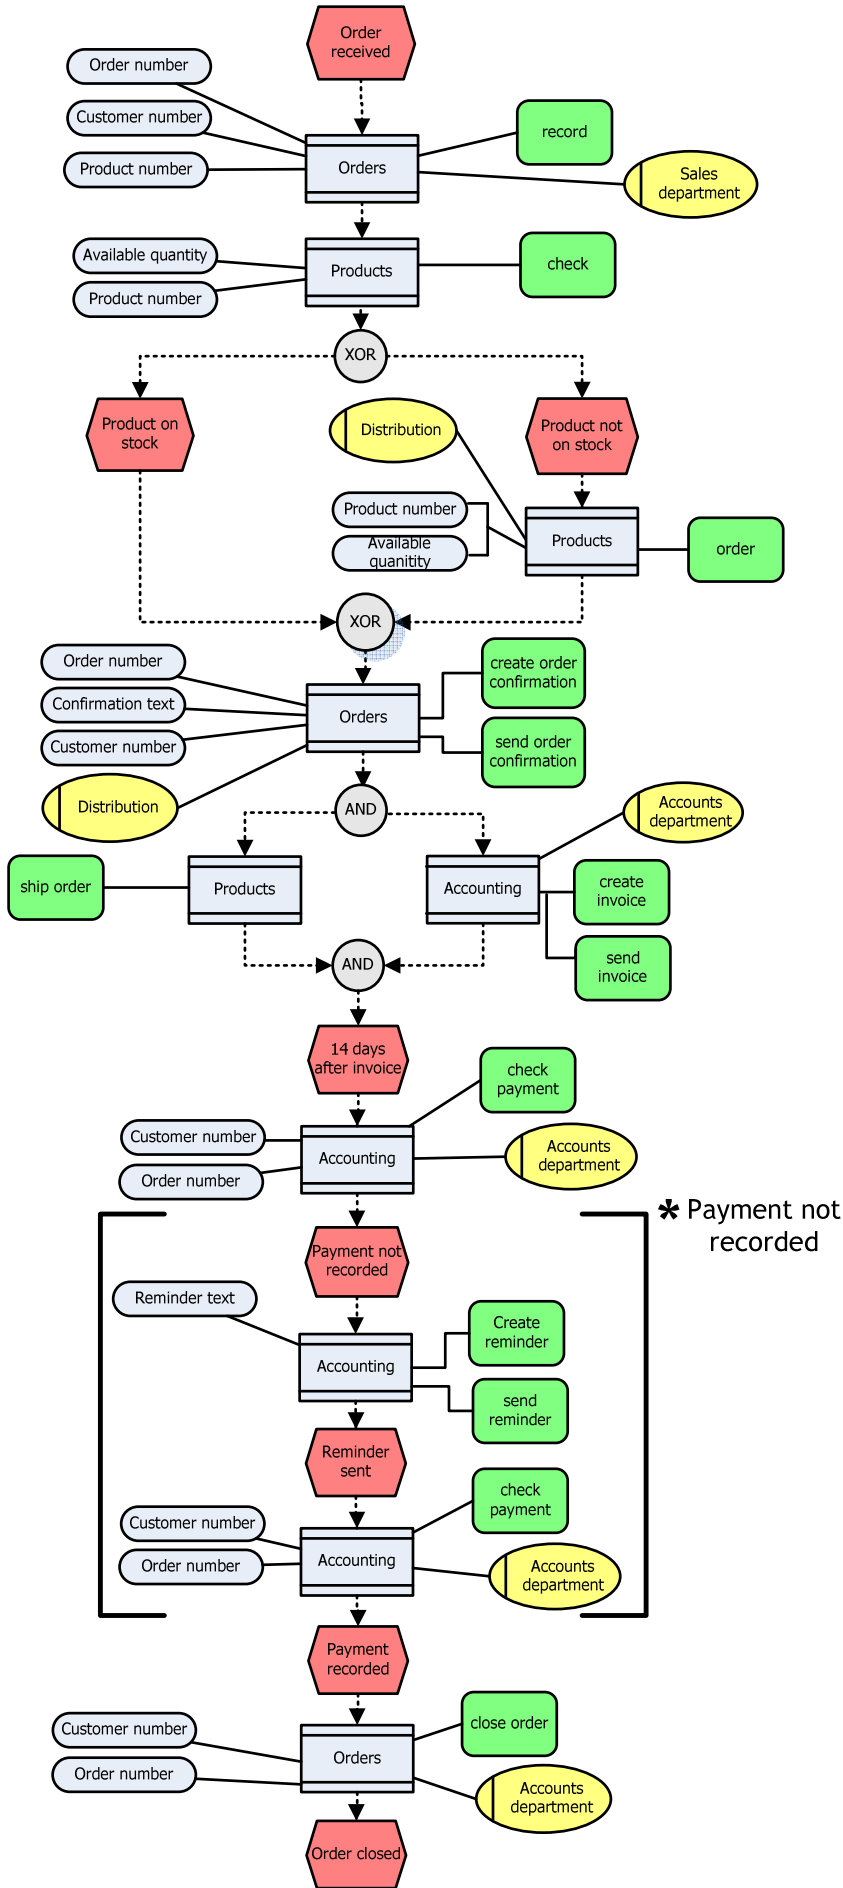 Order
received
Order number
Customer number
Product number
Orders
record
Sales
department
Available quantity
Product number
Products
check
XOR
Product on
stock
Distribution
Product not
on stock
Product number
Available
quanitity
Products
order
XOR
Order number
Confirmation text
Customer number
Distribution
Orders
create order
confirmation
send order
confirmation
AND
Accounts
department
ship order
Products
Accounting
create
invoice
send
invoice
AND
14 days
after invoice
check
payment
Customer number
Order number
Accounting
Accounts
department
* Payment not
recorded
Payment not
recorded
Reminder text
Accounting
Create
reminder
send
reminder
Reminder
sent
check
payment
Customer number
Order number
Accounting
Accounts
department
Payment
recorded
Customer number
Order number
Orders
close order
Accounts
department
Order closed